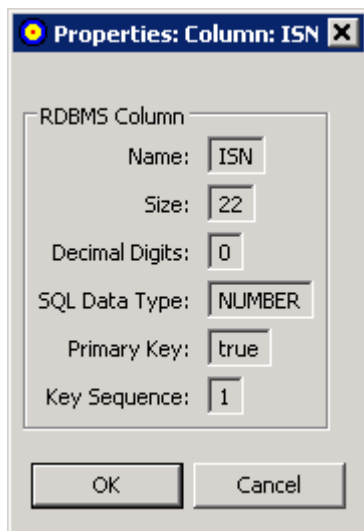 Properties: Column: ISN
RDBMS Column
Name: ISN
Size: 22
Decimal Digits: 0
SQL Data Type: NUMBER
Primary Key: true
Key Sequence: 1
OK Cancel